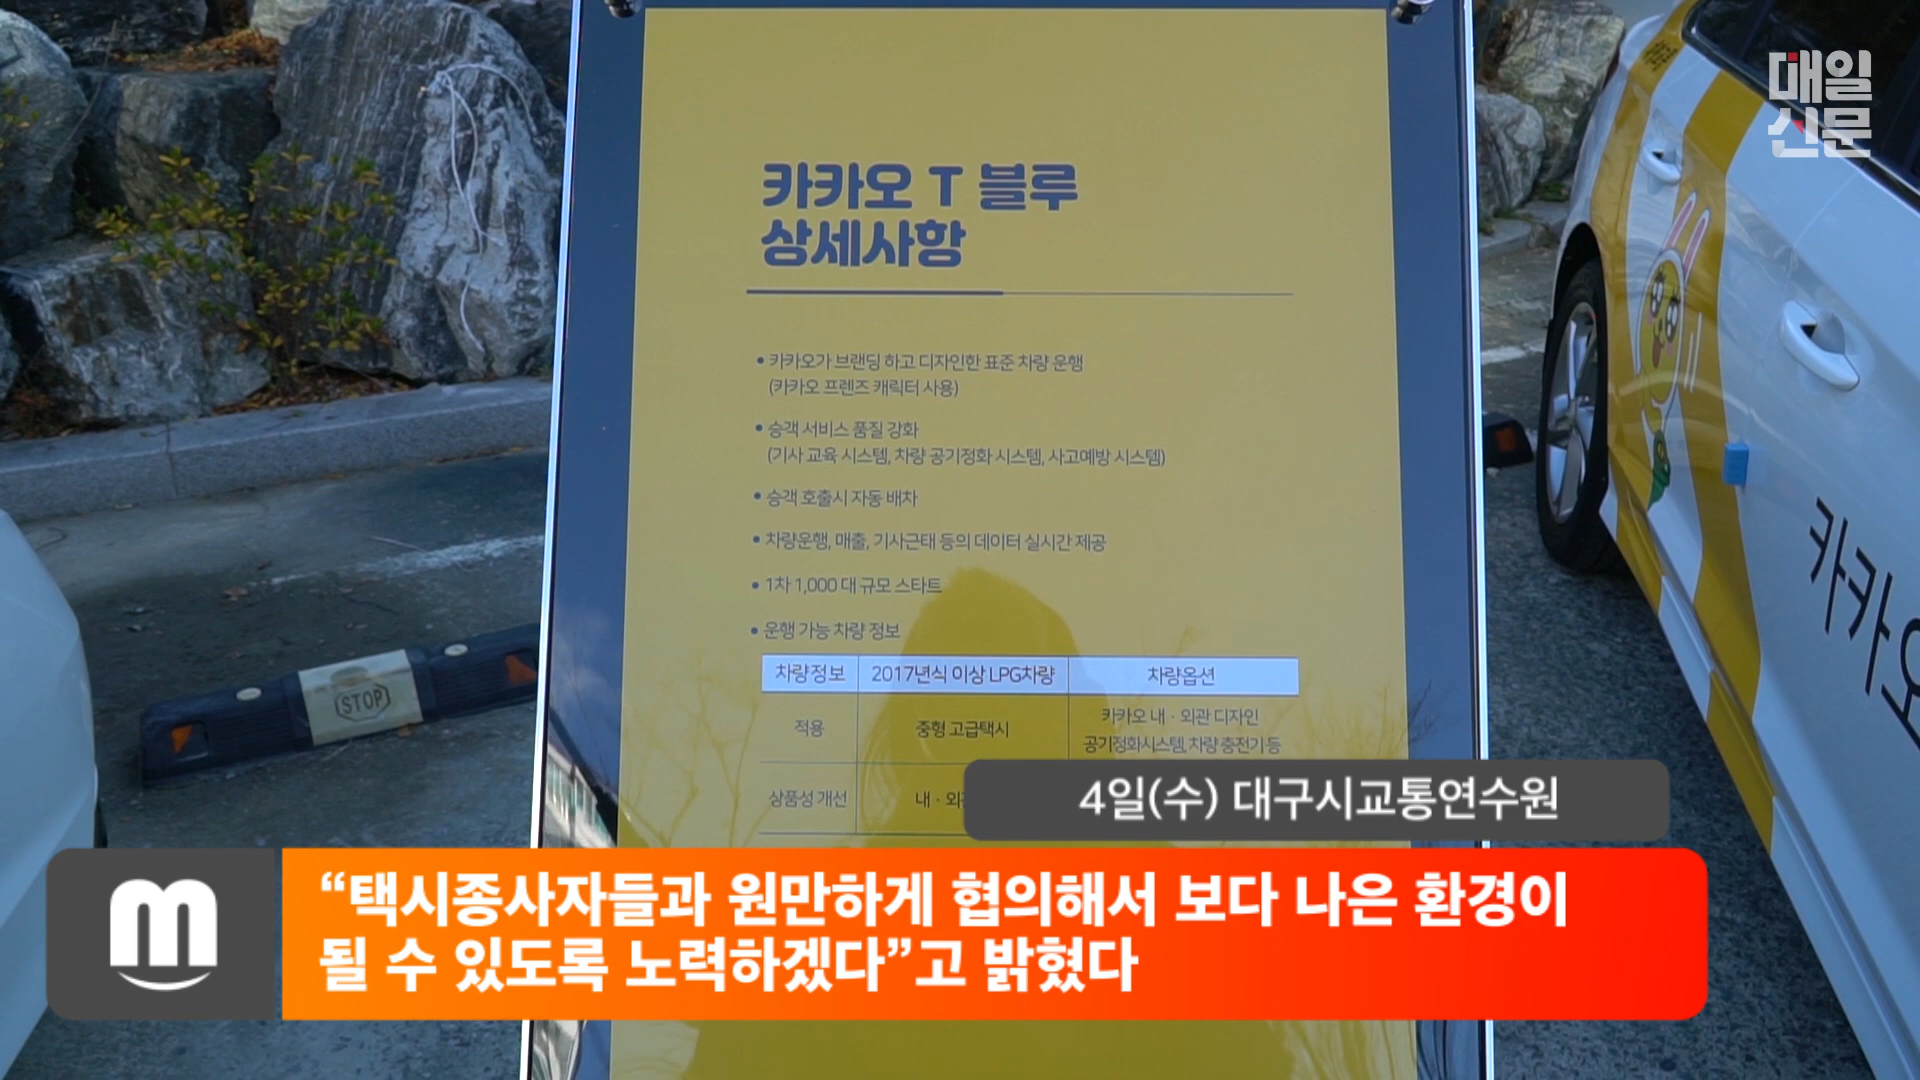 매일
신문
카카오 T 블루
상세사항
• 카카오가 브랜딩 하고 디자인한 표준 차량 운행
(카카오 프렌즈 캐릭터 사용)
• 승객 서비스 품질 강화
(기사 교육 시스템, 차량 공기정화 시스템, 사고예방 시스템)
• 승객 호출시 자동 배차
• 차량운행, 매출, 기사근태 등의 데이터 실시간 제공
• 1차 1,000 대 규모 스타트
• 운행 가능 차량 정보
차량정보 2017년식 이상 LPG차량 차량옵션
적용 중형 고급택시 카카오 내·외관 디자인
공기정화시스템, 차량 충전기 등
상품성 개선 내·외
STOP
카카오
4일(수) 대구시교통연수원
m
“택시종사자들과 원만하게 협의해서 보다 나은 환경이
될 수 있도록 노력하겠다”고 밝혔다